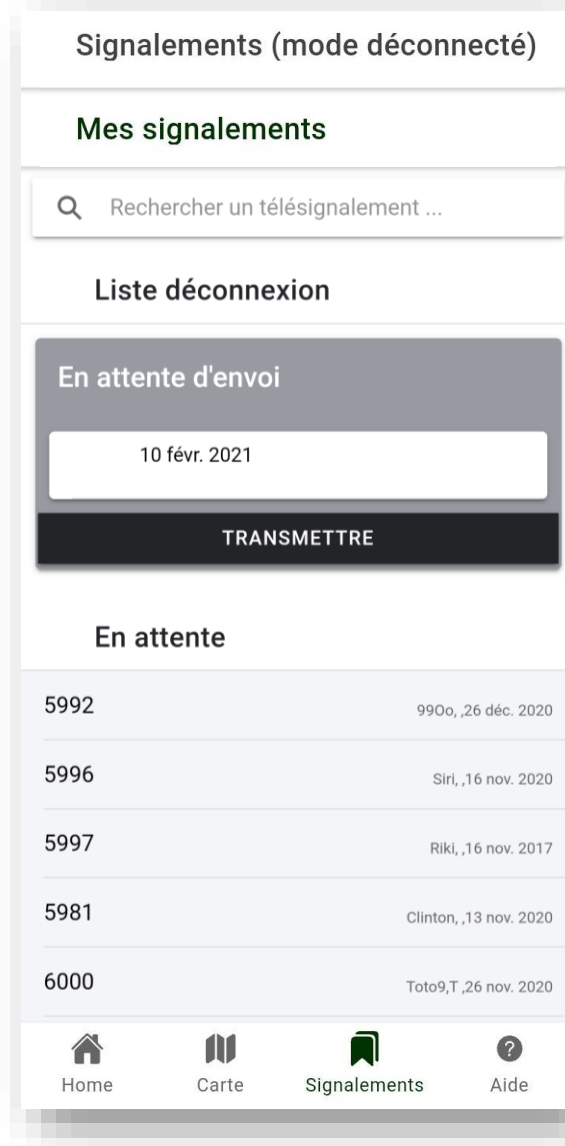 Signalements (mode déconnecté)
Mes signalements
Rechercher un télésignalement ...
Liste déconnexion
En attente d'envoi
10 févr. 2021
TRANSMETTRE
En attente
5992 99Oo, ,26 déc. 2020
5996 Siri, ,16 nov. 2020
5997 Riki, ,16 nov. 2017
5981 Clinton, ,13 nov. 2020
6000 Toto9,T ,26 nov. 2020
Home Carte Signalements Aide